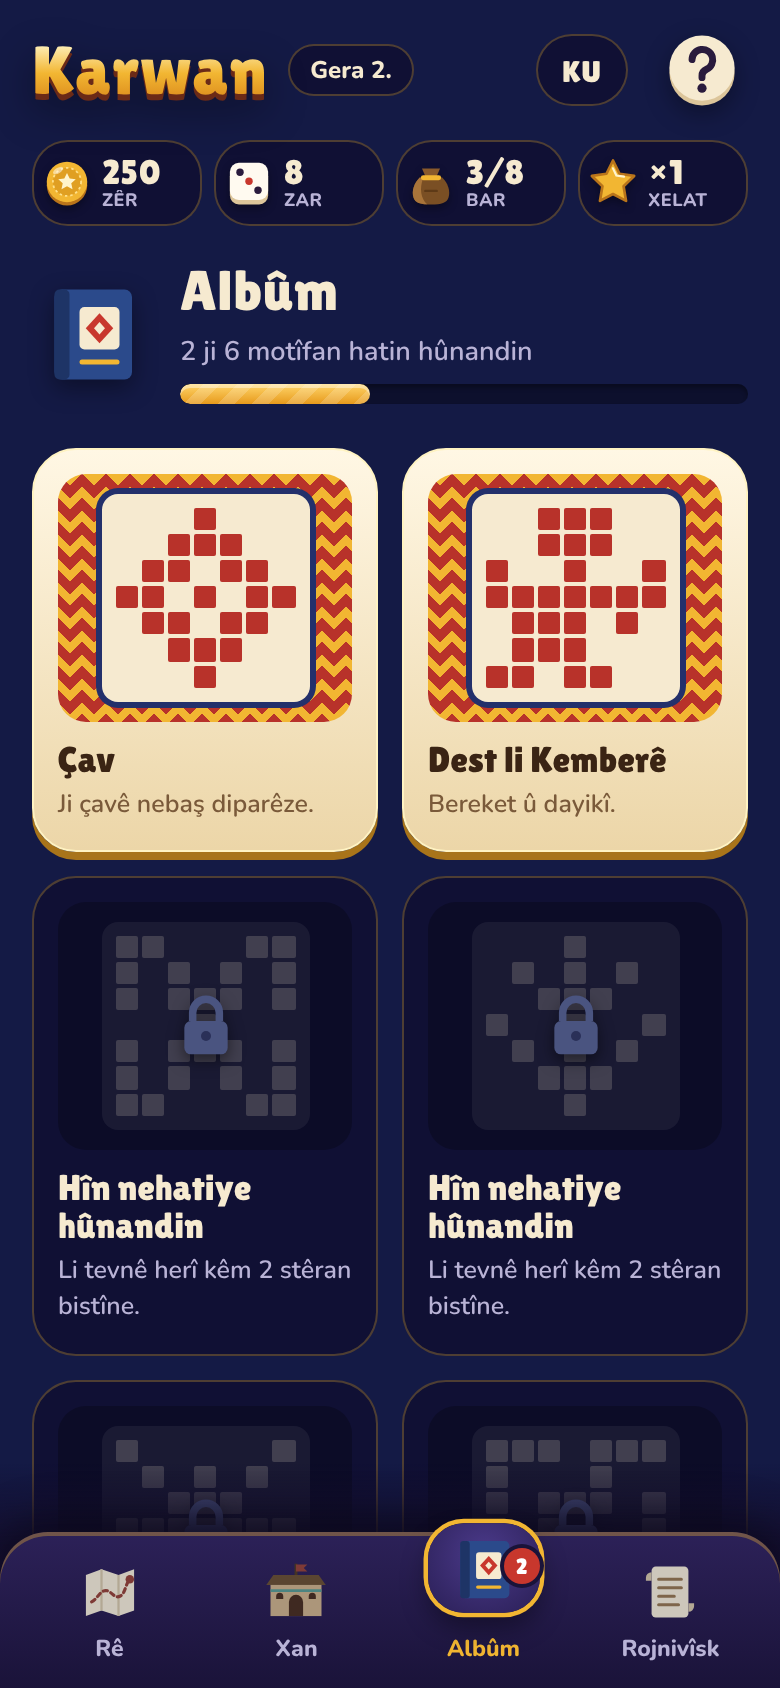 Karwan
Gera 2.
KU
?
250
ZÊR
8
ZAR
3/8
BAR
×1
XELAT
Albûm
2 ji 6 motîfan hatin hûnandin
Çav
Ji çavê nebaş diparêze.
Dest li Kemberê
Bereket û dayikî.
Hîn nehatiye
hûnandin
Li tevnê herî kêm 2 stêran
bistîne.
Hîn nehatiye
hûnandin
Li tevnê herî kêm 2 stêran
bistîne.
2
Rê
Xan
Albûm
Rojnivîsk